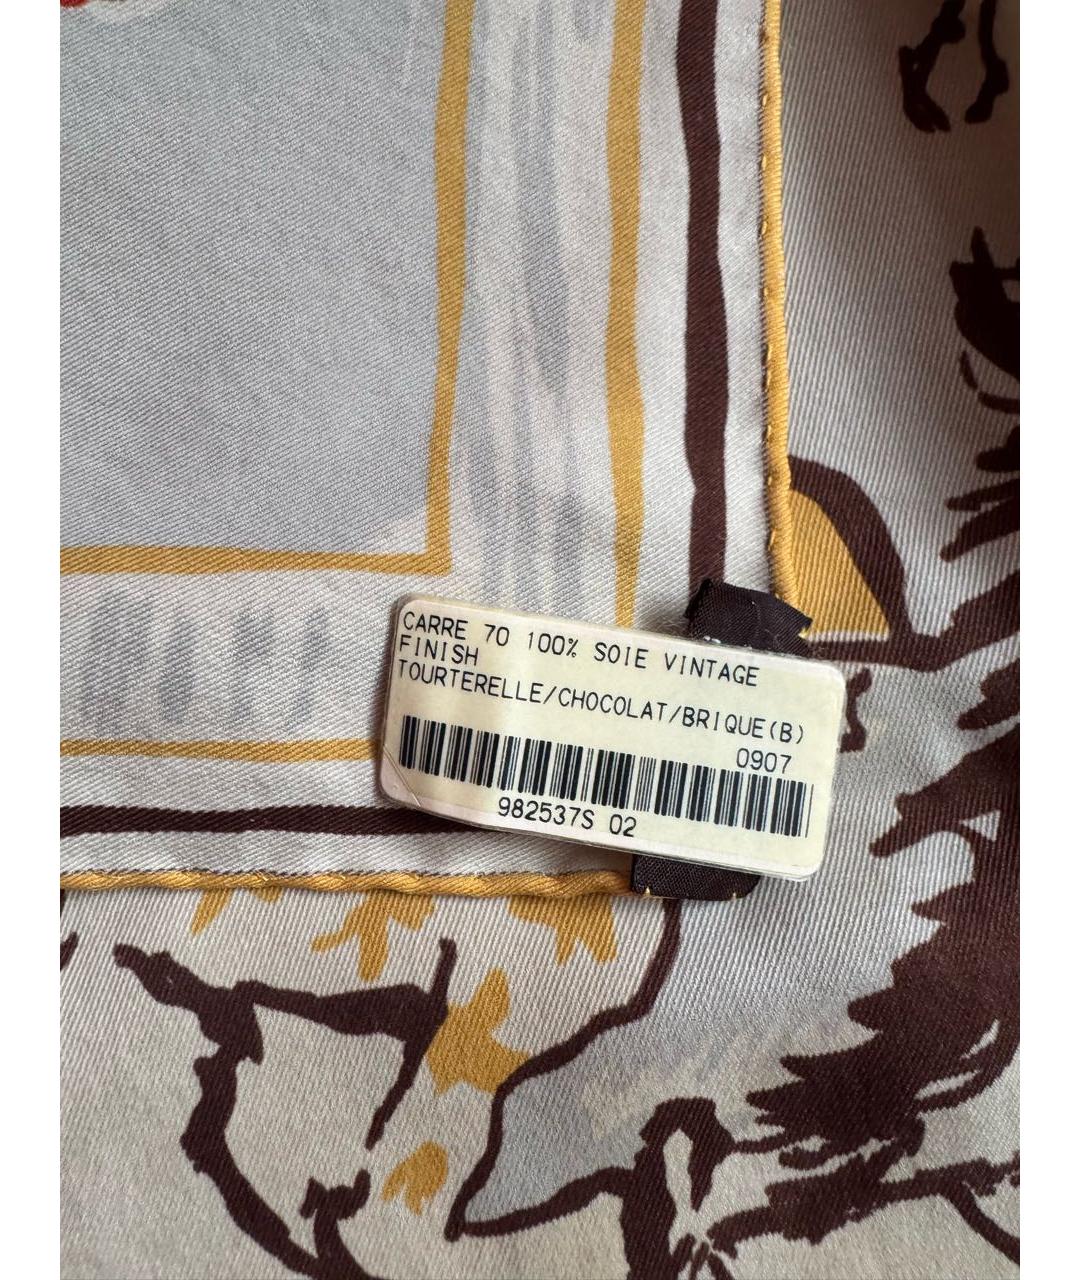 CARRE 70 100% SOIE VINTAGE
FINISH
TOURTERELLE/CHOCOLAT/BRIQUE(B)
0907
982537S 02